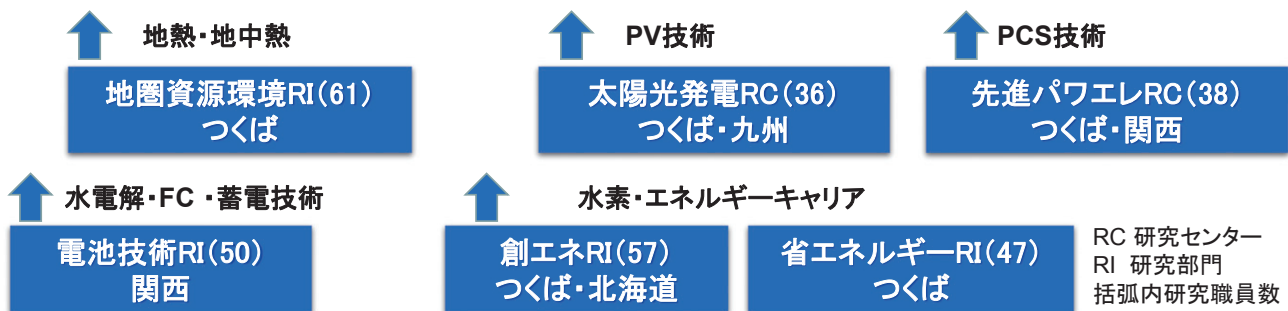 地熱・地中熱
PV技術
PCS技術
地圏資源環境RI(61)
つくば
太陽光発電RC(36)
つくば・九州
先進パワエレRC(38)
つくば・関西
水電解・FC ・蓄電技術
水素・エネルギーキャリア
電池技術RI(50)
関西
創エネRI(57)
つくば・北海道
省エネルギーRI(47)
つくば
RC 研究センター
RI 研究部門
括弧内研究職員数